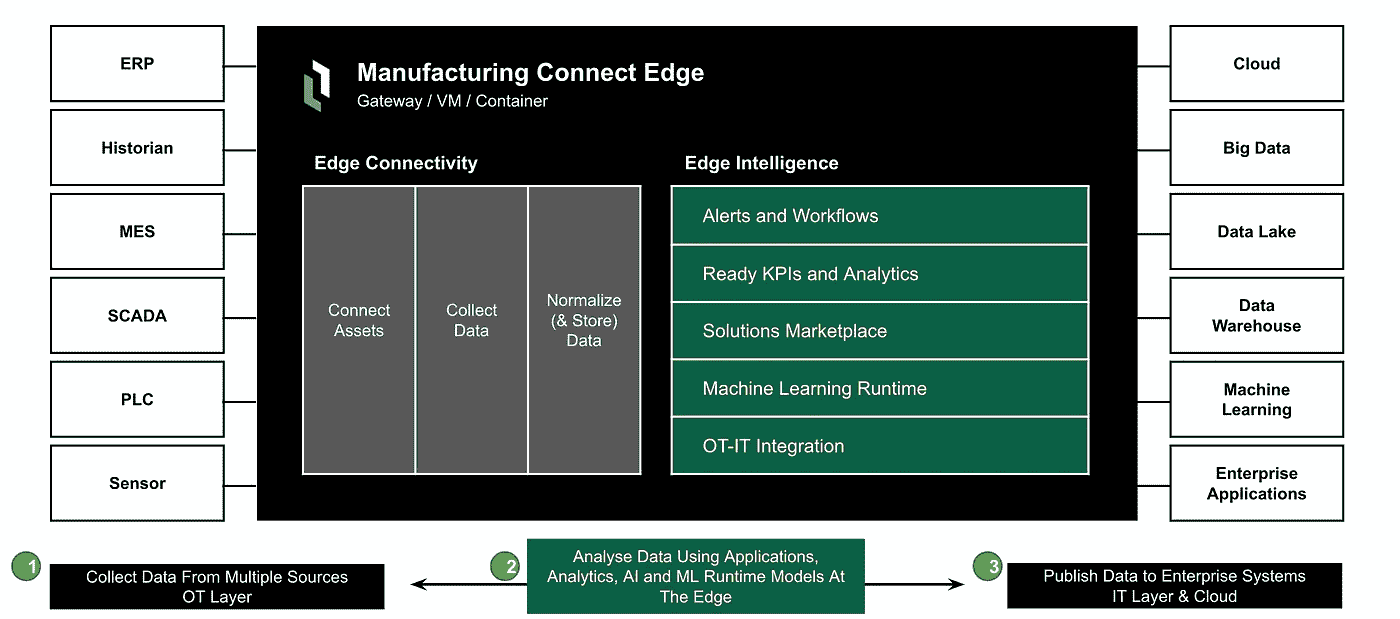 ERP
Historian
MES
SCADA
PLC
Sensor
Manufacturing Connect Edge
Gateway / VM / Container
Edge Connectivity
Connect
Assets
Collect
Data
Normalize
(& Store)
Data
Edge Intelligence
Alerts and Workflows
Ready KPIs and Analytics
Solutions Marketplace
Machine Learning Runtime
OT-IT Integration
Cloud
Big Data
Data Lake
Data
Warehouse
Machine
Learning
Enterprise
Applications
1
Collect Data From Multiple Sources
OT Layer
2
Analyse Data Using Applications,
Analytics, AI and ML Runtime Models At
The Edge
3
Publish Data to Enterprise Systems
IT Layer & Cloud